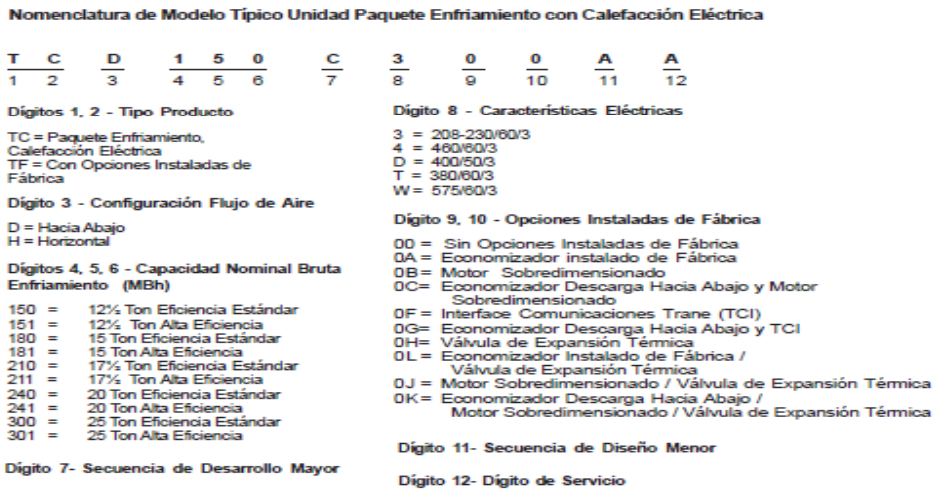 Nomenclatura de Modelo Típico Unidad Paquete Enfriamiento con Calefacción Eléctrica
T C D 1 5 0 C 3 0 0 A A
1 2 3 4 5 6 7 8 9 10 11 12
Dígitos 1, 2 - Tipo Producto
TC = Paquete Enfriamiento,
Calefacción Eléctrica
TF = Con Opciones Instaladas de
Fábrica
Dígito 3 - Configuración Flujo de Aire
D = Hacia Abajo
H = Horizontal
Dígitos 4, 5, 6 - Capacidad Nominal Bruta
Enfriamiento (MBh)
150 = 12½ Ton Eficiencia Estándar
151 = 12½ Ton Alta Eficiencia
180 = 15 Ton Eficiencia Estándar
181 = 15 Ton Alta Eficiencia
210 = 17½ Ton Eficiencia Estándar
211 = 17½ Ton Alta Eficiencia
240 = 20 Ton Eficiencia Estándar
241 = 20 Ton Alta Eficiencia
300 = 25 Ton Eficiencia Estándar
301 = 25 Ton Alta Eficiencia
Dígito 7- Secuencia de Desarrollo Mayor
Dígito 8 - Características Eléctricas
3 = 208-230/60/3
4 = 460/60/3
D = 400/50/3
T = 380/60/3
W = 575/60/3
Dígito 9, 10 - Opciones Instaladas de Fábrica
00 = Sin Opciones Instaladas de Fábrica
0A = Economizador instalado de Fábrica
0B = Motor Sobredimensionado
0C= Economizador Descarga Hacia Abajo y Motor
Sobredimensionado
0F = Interface Comunicaciones Trane (TCI)
0G= Economizador Descarga Hacia Abajo y TCI
0H= Válvula de Expansión Térmica
0L = Economizador Instalado de Fábrica /
Válvula de Expansión Térmica
0J = Motor Sobredimensionado / Válvula de Expansión Térmica
0K= Economizador Descarga Hacia Abajo /
Motor Sobredimensionado / Válvula de Expansión Térmica
Dígito 11- Secuencia de Diseño Menor
Dígito 12- Dígito de Servicio